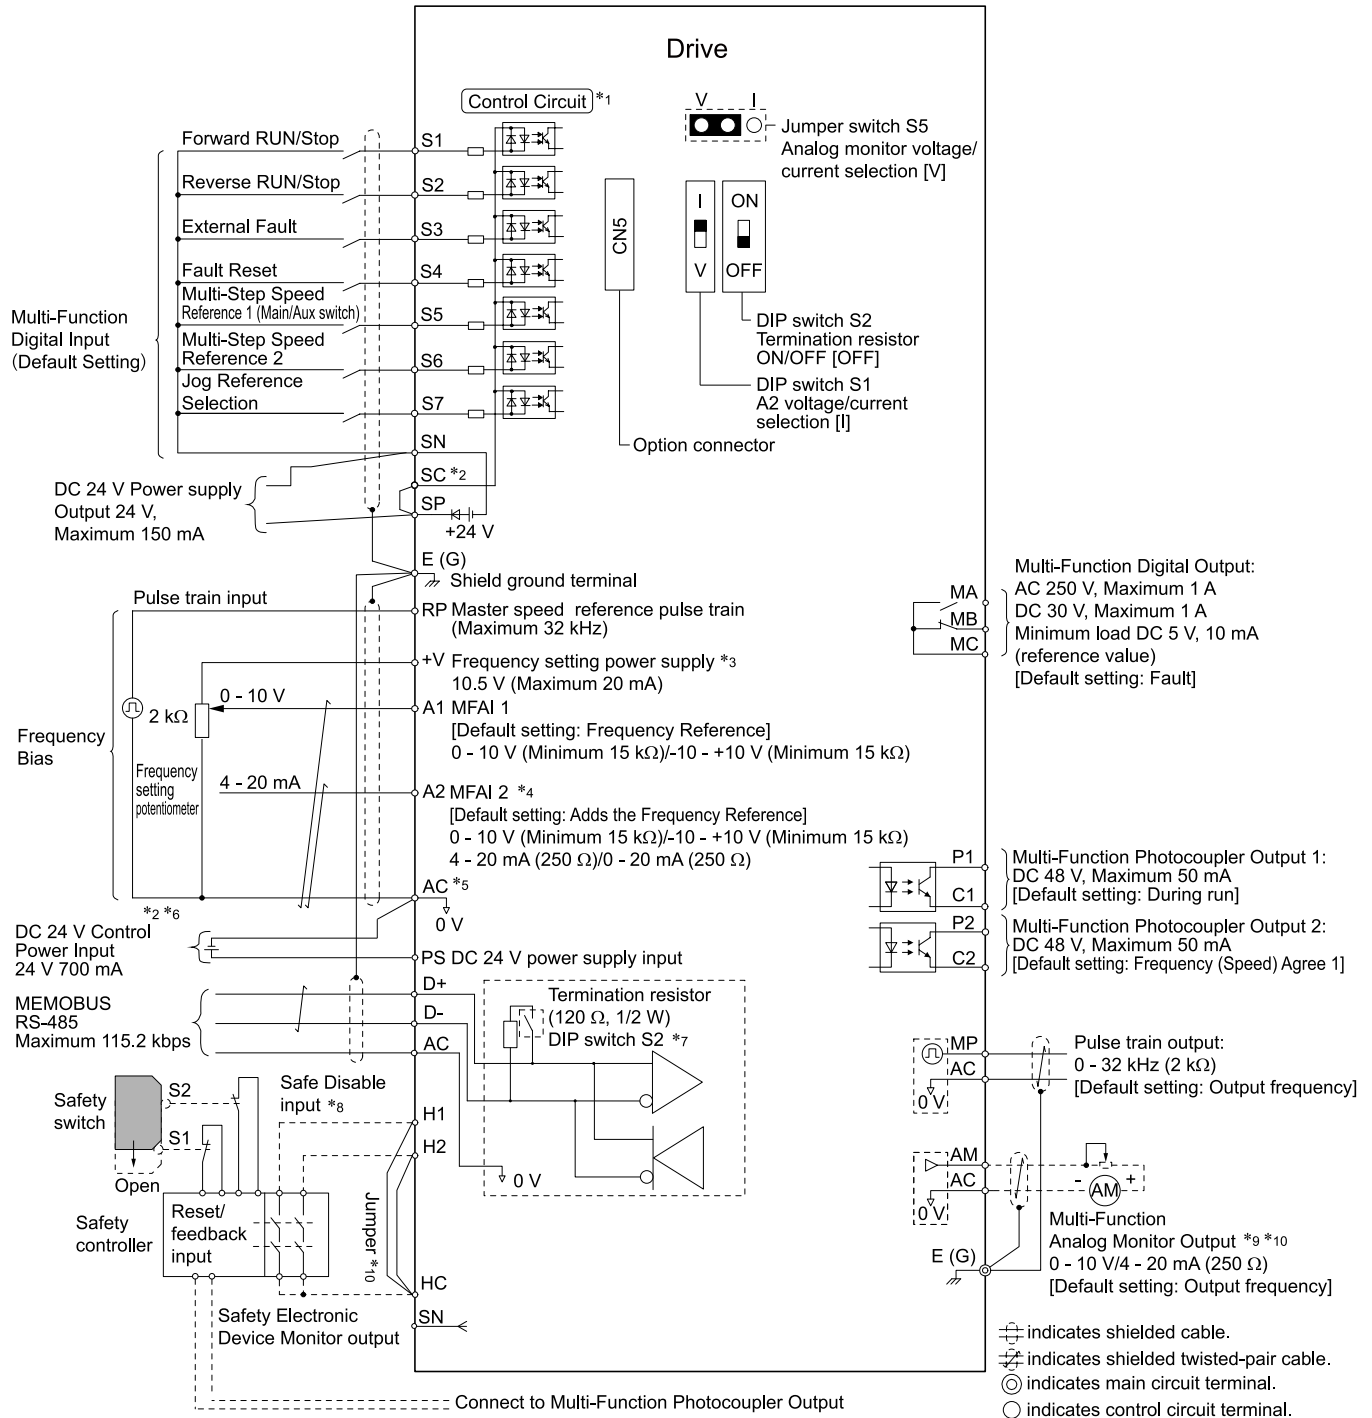 Drive
Control Circuit *1
V I
Jumper switch S5
Analog monitor voltage/
current selection [V]
Forward RUN/Stop
S1
Reverse RUN/Stop
S2
External Fault
S3
Fault Reset
S4
Multi-Step Speed
Reference 1 (Main/Aux switch)
S5
Multi-Step Speed
Reference 2
S6
Jog Reference
Selection
S7
Multi-Function
Digital Input
(Default Setting)
CN5
I
V
ON
OFF
DIP switch S2
Termination resistor
ON/OFF [OFF]
DIP switch S1
A2 voltage/current
selection [I]
Option connector
SN
SC *2
SP
+24 V
DC 24 V Power supply
Output 24 V,
Maximum 150 mA
E (G)
Shield ground terminal
Pulse train input
RP Master speed reference pulse train
(Maximum 32 kHz)
+V Frequency setting power supply *3
10.5 V (Maximum 20 mA)
0 - 10 V
2 kΩ
A1 MFAI 1
[Default setting: Frequency Reference]
0 - 10 V (Minimum 15 kΩ)/-10 - +10 V (Minimum 15 kΩ)
Frequency
Bias
Frequency
setting
potentiometer
4 - 20 mA
A2 MFAI 2 *4
[Default setting: Adds the Frequency Reference]
0 - 10 V (Minimum 15 kΩ)/-10 - +10 V (Minimum 15 kΩ)
4 - 20 mA (250 Ω)/0 - 20 mA (250 Ω)
AC *5
0 V
*2 *6
DC 24 V Control
Power Input
24 V 700 mA
PS DC 24 V power supply input
MEMOBUS
RS-485
Maximum 115.2 kbps
D+
D-
AC
Termination resistor
(120 Ω, 1/2 W)
DIP switch S2 *7
0 V
Safety
switch
S2
S1
Open
Safe Disable
input *8
H1
H2
Jumper *10
HC
SN
Safety
controller
Reset/
feedback
input
Safety Electronic
Device Monitor output
Connect to Multi-Function Photocoupler Output
MA
MB
MC
Multi-Function Digital Output:
AC 250 V, Maximum 1 A
DC 30 V, Maximum 1 A
Minimum load DC 5 V, 10 mA
(reference value)
[Default setting: Fault]
P1
C1
Multi-Function Photocoupler Output 1:
DC 48 V, Maximum 50 mA
[Default setting: During run]
P2
C2
Multi-Function Photocoupler Output 2:
DC 48 V, Maximum 50 mA
[Default setting: Frequency (Speed) Agree 1]
MP
AC
0 V
Pulse train output:
0 - 32 kHz (2 kΩ)
[Default setting: Output frequency]
AM
AC
0 V
- AM +
Multi-Function
Analog Monitor Output *9 *10
0 - 10 V/4 - 20 mA (250 Ω)
[Default setting: Output frequency]
E (G)
indicates shielded cable.
indicates shielded twisted-pair cable.
indicates main circuit terminal.
indicates control circuit terminal.